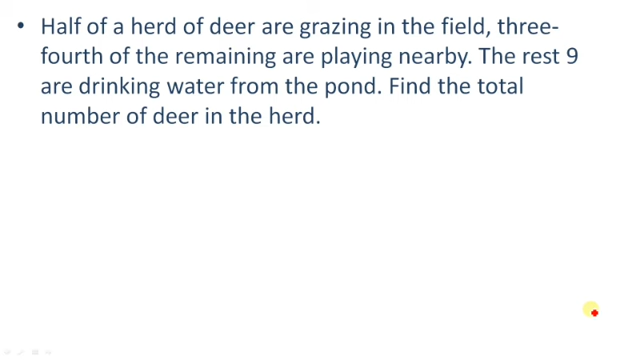 • Half of a herd of deer are grazing in the field, three-
fourth of the remaining are playing nearby. The rest 9
are drinking water from the pond. Find the total
number of deer in the herd.